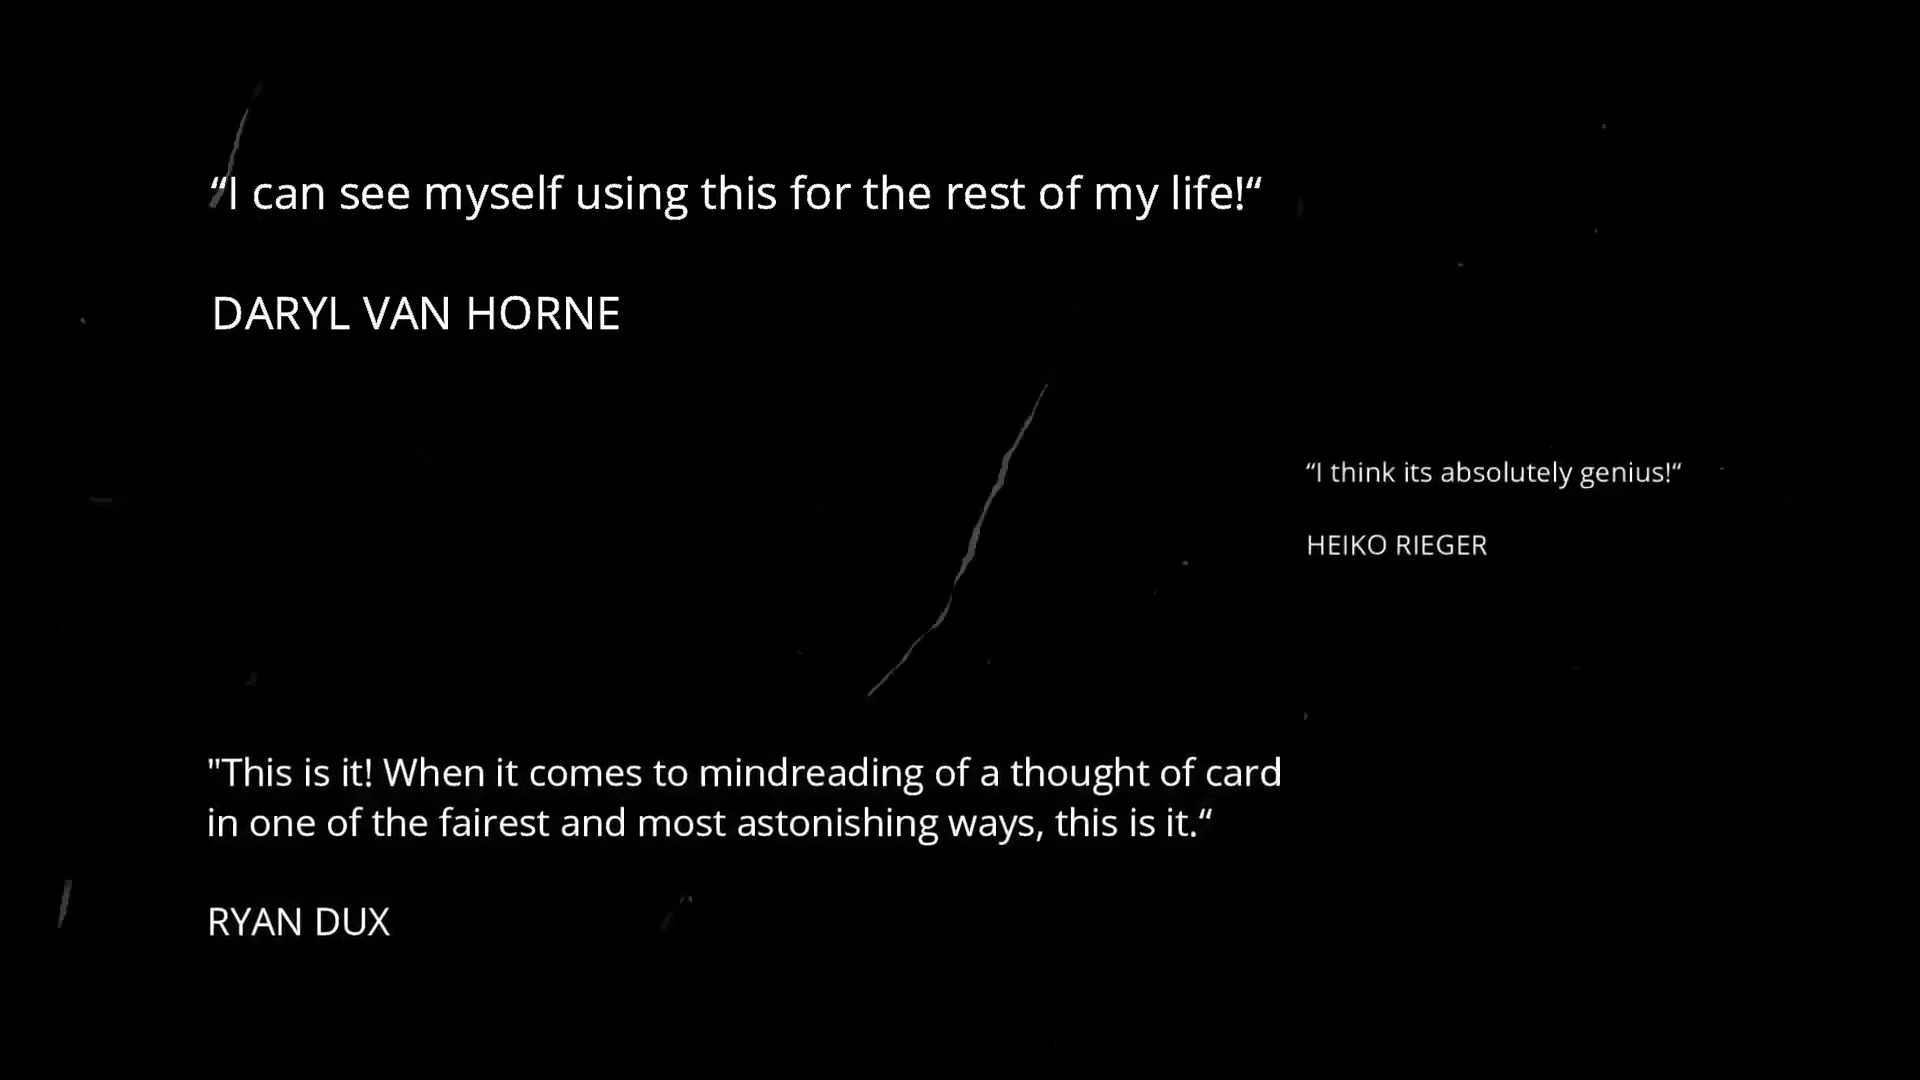 “I can see myself using this for the rest of my life!“
DARYL VAN HORNE
“I think its absolutely genius!“
HEIKO RIEGER
"This is it! When it comes to mindreading of a thought of card
in one of the fairest and most astonishing ways, this is it.“
RYAN DUX